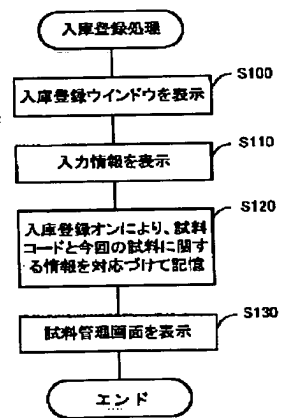 入庫登録処理
S100
入庫登録ウインドウを表示
S110
入力情報を表示
S120
入庫登録オンにより、試料
コードと今回の試料に関す
る情報を対応づけて記憶
S130
試料管理画面を表示
エンド